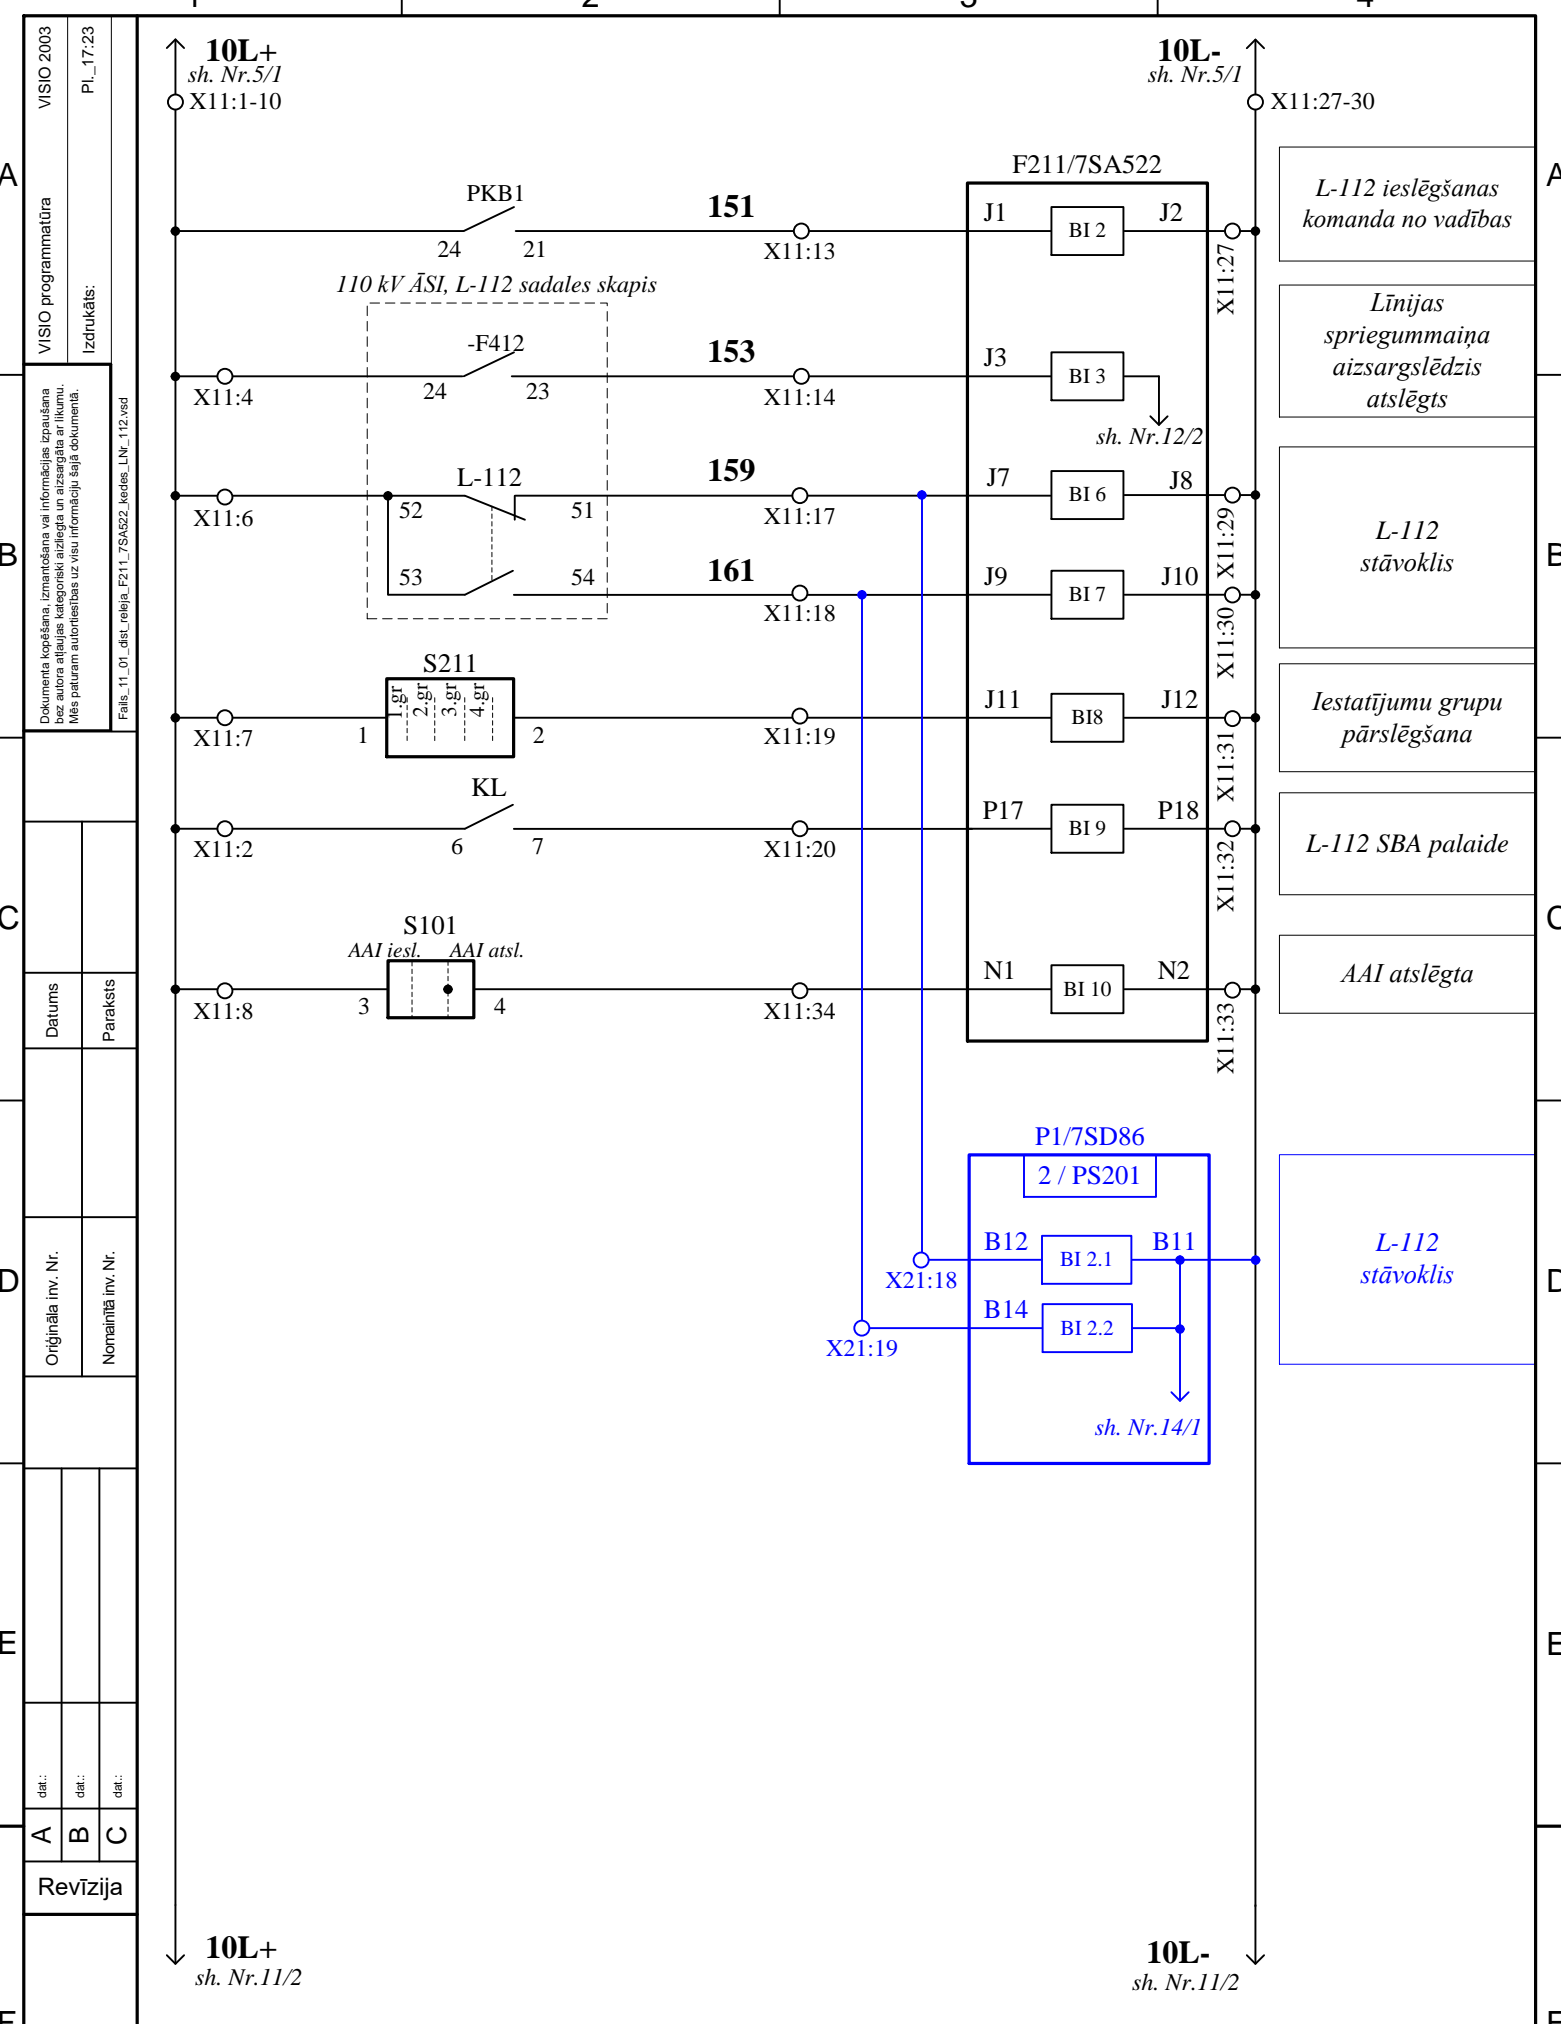 2
10L+
sh. Nr.5/1
X11:1-10
10L-
sh. Nr.5/1
X11:27-30
A
A
VISIO programmatūra
VISIO 2003
Izdrukāts:
Pl._17:23
Dokumenta kopēšana, izmantošana vai informācijas izpaušana
bez autora atļaujas kategoriski aizliegta un aizsargāta ar likumu.
Mēs paturam autortiesības uz visu informāciju šajā dokumentā.
Fails_11_01_dist_releja_F211_7SA522_kedes_LNr_112.vsd
F211/7SA522
PKB1
24
21
151
X11:13
J1
BI 2
J2
X11:27
L-112 ieslēgšanas
komanda no vadības
110 kV ĀSI, L-112 sadales skapis
X11:4
-F412
24
23
153
X11:14
J3
BI 3
sh. Nr.12/2
Līnijas
spriegummaiņa
aizsargslēdzis
atslēgts
B
B
X11:6
L-112
52
51
159
X11:17
J7
BI 6
J8
X11:29
53
54
161
X11:18
J9
BI 7
J10
X11:30
L-112
stāvoklis
S211
1.gr
2.gr
3.gr
4.gr
X11:7
1
2
X11:19
J11
BI8
J12
X11:31
Iestatījumu grupu
pārslēgšana
KL
X11:2
6
7
X11:20
P17
BI 9
P18
X11:32
L-112 SBA palaide
C
C
S101
AAI iesl.
AAI atsl.
X11:8
3
4
X11:34
N1
BI 10
N2
X11:33
AAI atslēgta
Datums
Paraksts
P1/7SD86
2 / PS201
D
D
B12
BI 2.1
B11
X21:18
B14
BI 2.2
X21:19
sh. Nr.14/1
L-112
stāvoklis
Oriģināla inv. Nr.
Nomainītā inv. Nr.
E
E
dat.:
dat.:
dat.:
A
B
C
Revīzija
10L+
sh. Nr.11/2
10L-
sh. Nr.11/2